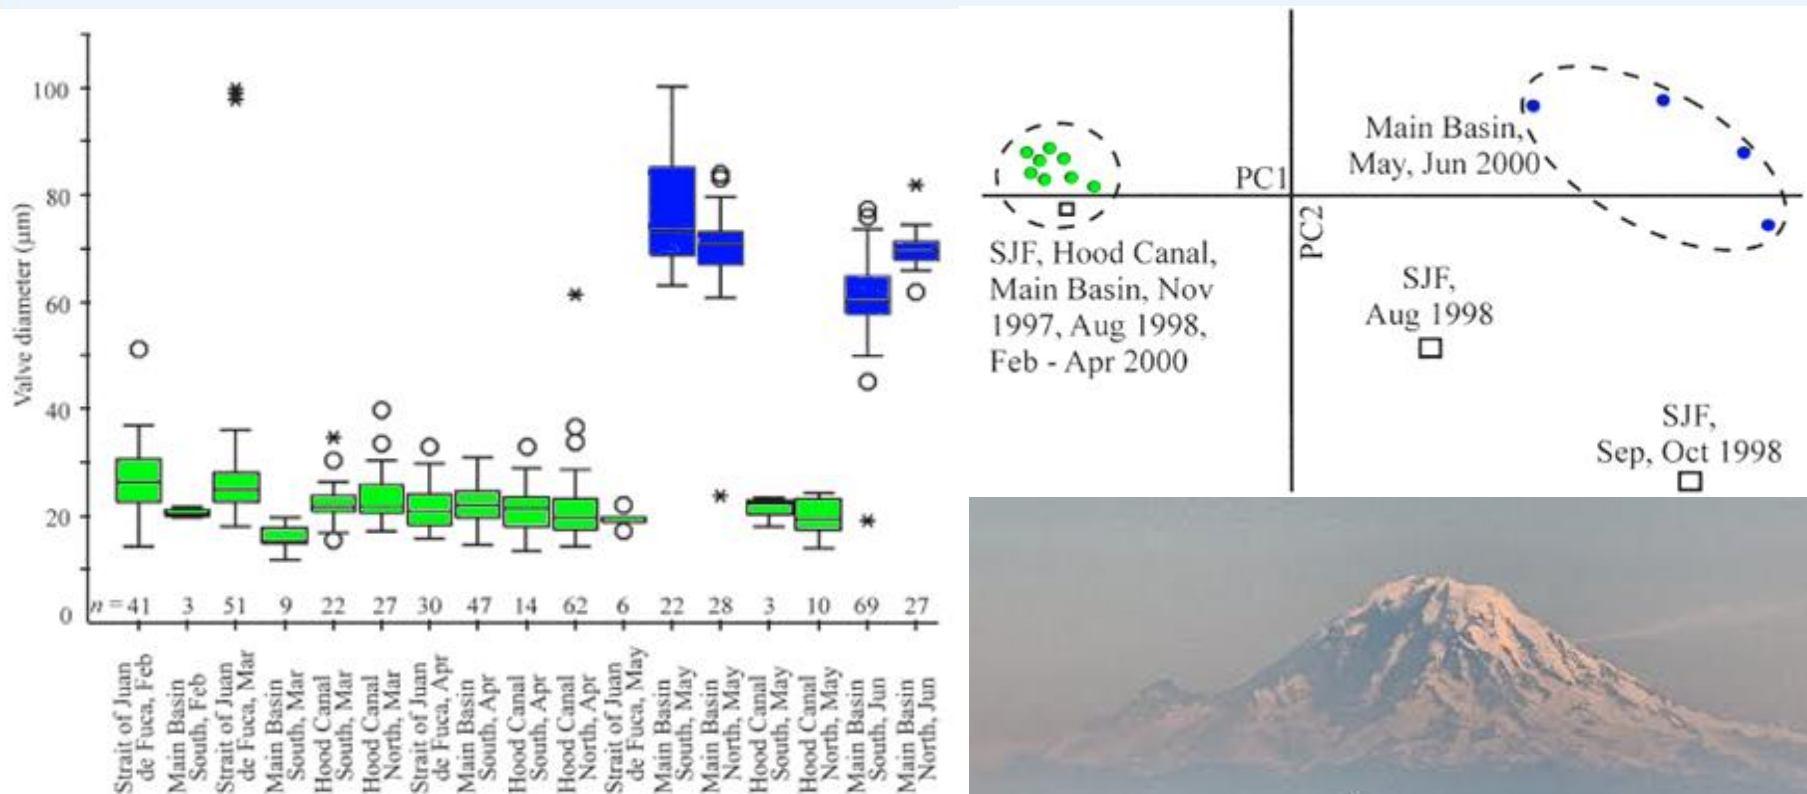 Valve diameter (µm)
100
80
60
40
20
0
n = 41 3 51 9 22 27 30 47 14 62 6 22 28 3 10 69 27
Strait of Juan
de Fuca, Feb
Main Basin
South, Feb
Strait of Juan
de Fuca, Mar
Main Basin
South, Mar
Hood Canal
South, Mar
Hood Canal
North, Mar
Strait of Juan
de Fuca, Apr
Main Basin
South, Apr
Hood Canal
South, Apr
Hood Canal
North, Apr
Strait of Juan
de Fuca, May
Main Basin
South, May
Main Basin
North, May
Hood Canal
South, May
Hood Canal
North, May
Main Basin
South, Jun
Main Basin
North, Jun
PC1
PC2
Main Basin,
May, Jun 2000
SJF, Hood Canal,
Main Basin, Nov
1997, Aug 1998,
Feb - Apr 2000
SJF,
Aug 1998
SJF,
Sep, Oct 1998